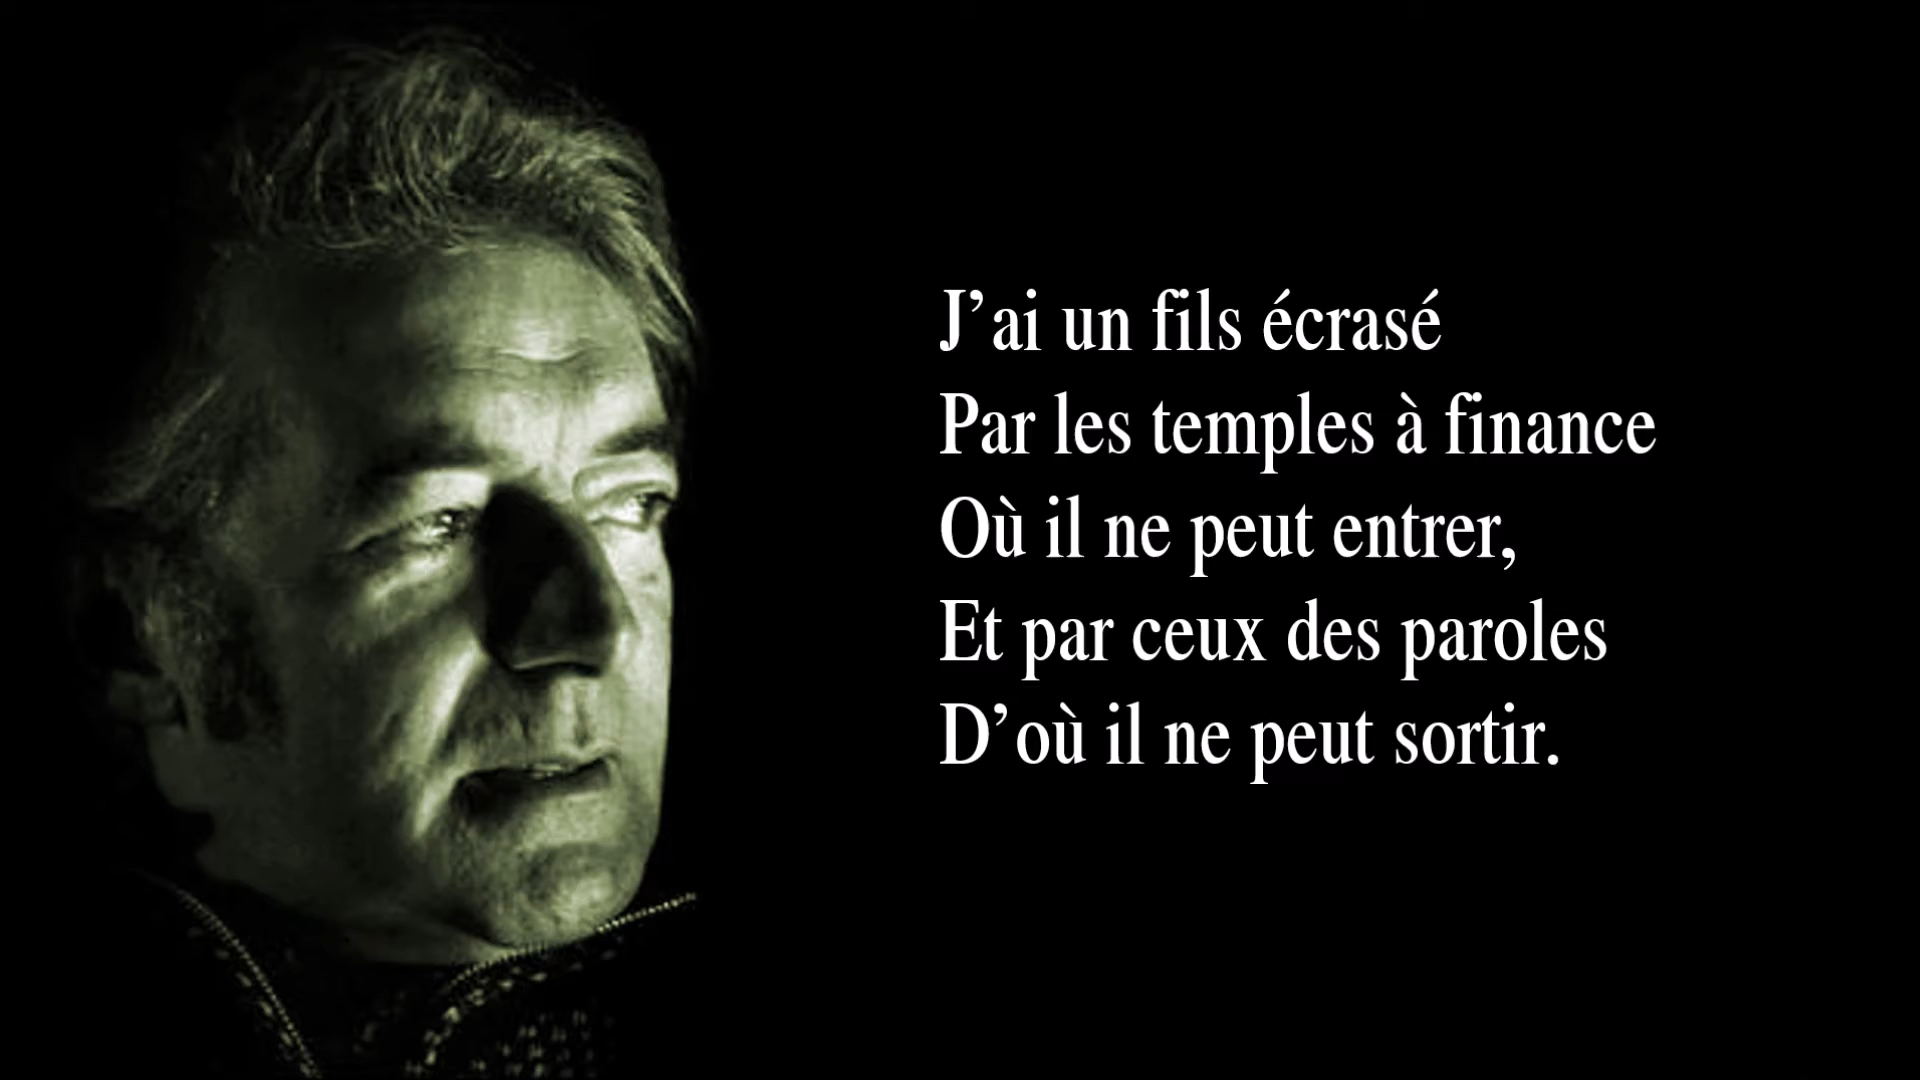 J’ai un fils écrasé
Par les temples à finance
Où il ne peut entrer,
Et par ceux des paroles
D’où il ne peut sortir.